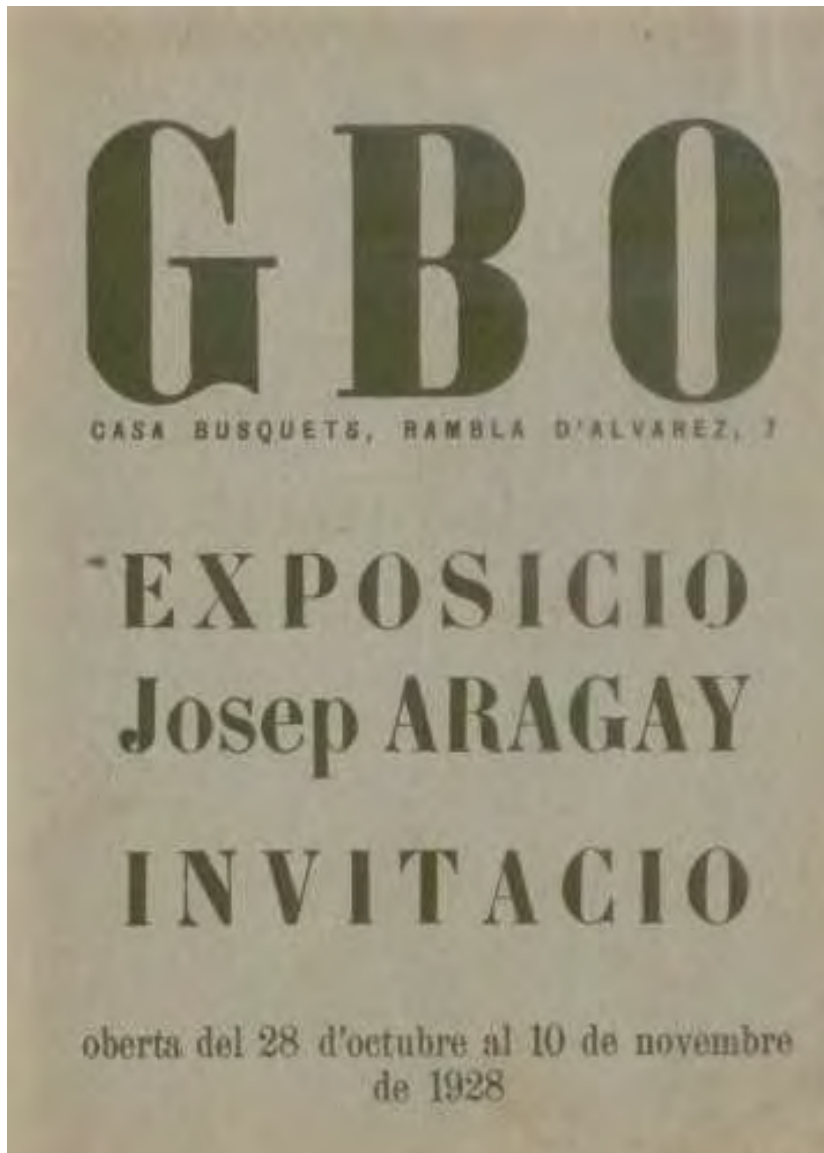 GBO
CASA BUSQUETS, RAMBLA D'ALVAREZ, 7
EXPOSICIO
Josep ARAGAY
INVITACIO
oberta del 28 d'octubre al 10 de novembre
de 1928